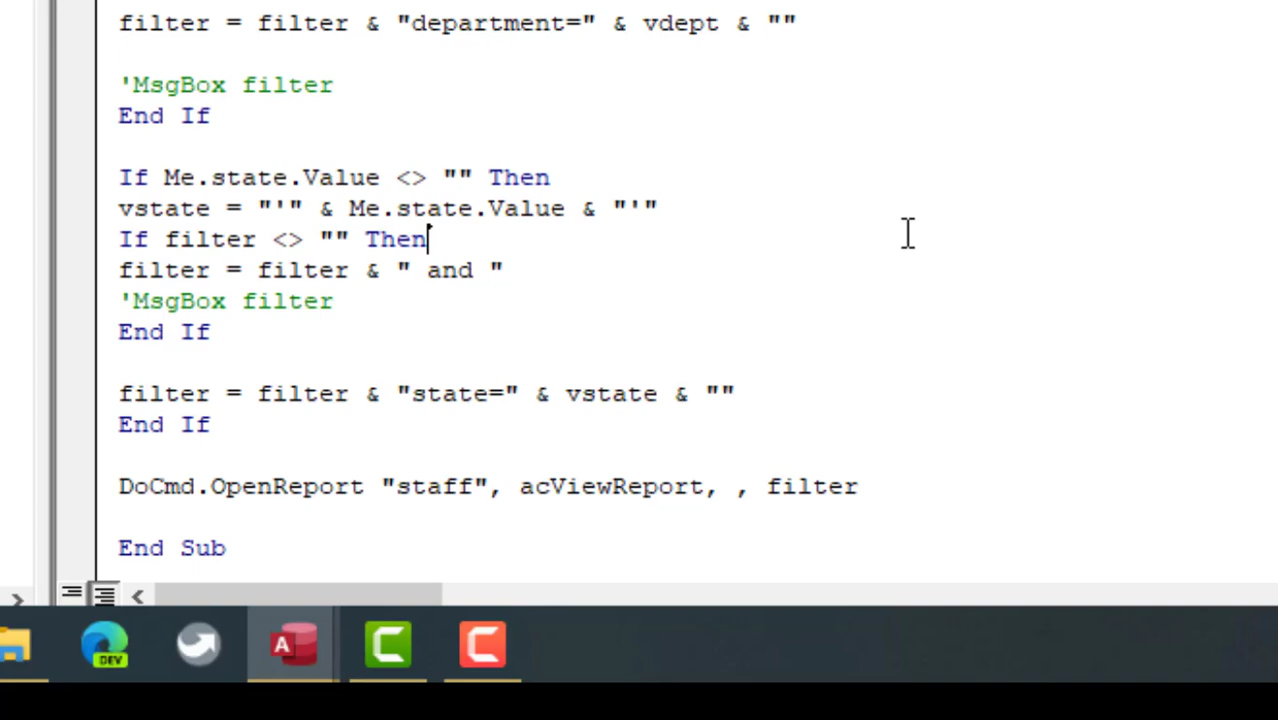 filter = filter & "department=" & vdept & ""
'MsgBox filter
End If
If Me.state.Value <> "" Then
vstate = "'" & Me.state.Value & "'"
If filter <> "" Then
filter = filter & " and "
'MsgBox filter
End If
filter = filter & "state=" & vstate & ""
End If
DoCmd.OpenReport "staff", acViewReport, , filter
End Sub
DEV
A